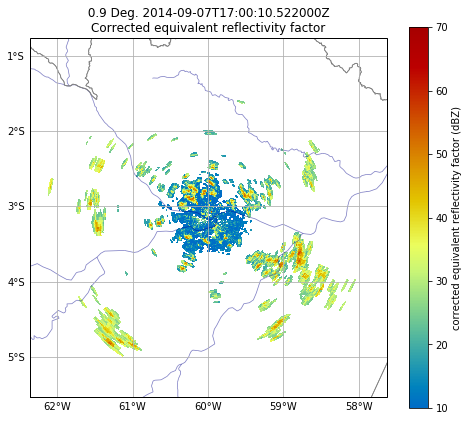 0.9 Deg. 2014-09-07T17:00:10.522000Z
Corrected equivalent reflectivity factor
1°S
2°S
3°S
4°S
5°S
62°W 61°W 60°W 59°W 58°W
70
60
50
40
30
20
10
corrected equivalent reflectivity factor (dBZ)